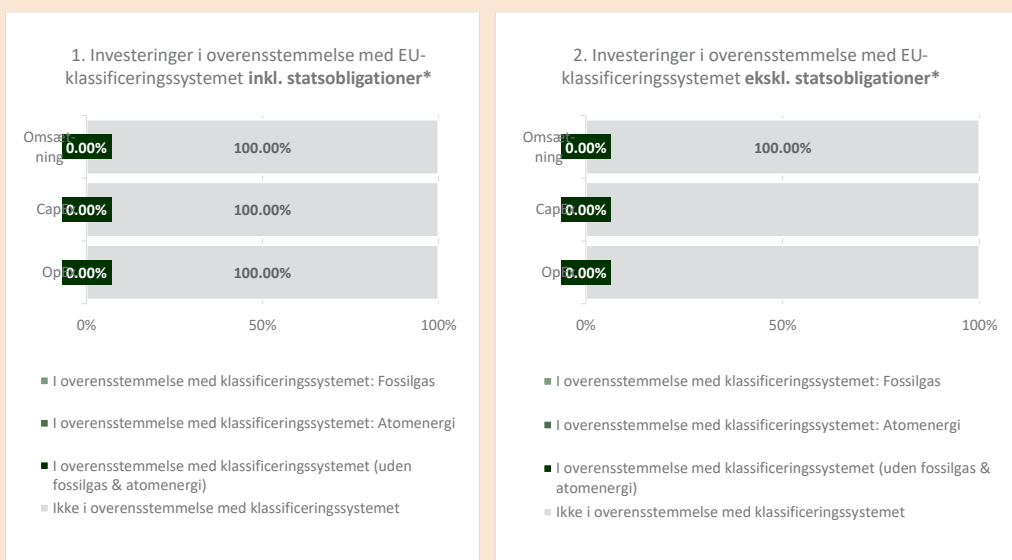 1. Investeringer i overensstemmelse med EU-
klassificeringssystemet inkl. statsobligationer*
Omsæt-
ning
0.00%
100.00%
CapEx
0.00%
100.00%
OpEx
0.00%
100.00%
0%
50%
100%
I overensstemmelse med klassificeringssystemet: Fossilgas
I overensstemmelse med klassificeringssystemet: Atomenergi
I overensstemmelse med klassificeringssystemet (uden
fossilgas & atomenergi)
Ikke i overensstemmelse med klassificeringssystemet
2. Investeringer i overensstemmelse med EU-
klassificeringssystemet ekskl. statsobligationer*
Omsæt-
ning
0.00%
100.00%
CapEx
0.00%
OpEx
0.00%
0%
50%
100%
I overensstemmelse med klassificeringssystemet: Fossilgas
I overensstemmelse med klassificeringssystemet: Atomenergi
I overensstemmelse med klassificeringssystemet (uden fossilgas &
atomenergi)
Ikke i overensstemmelse med klassificeringssystemet